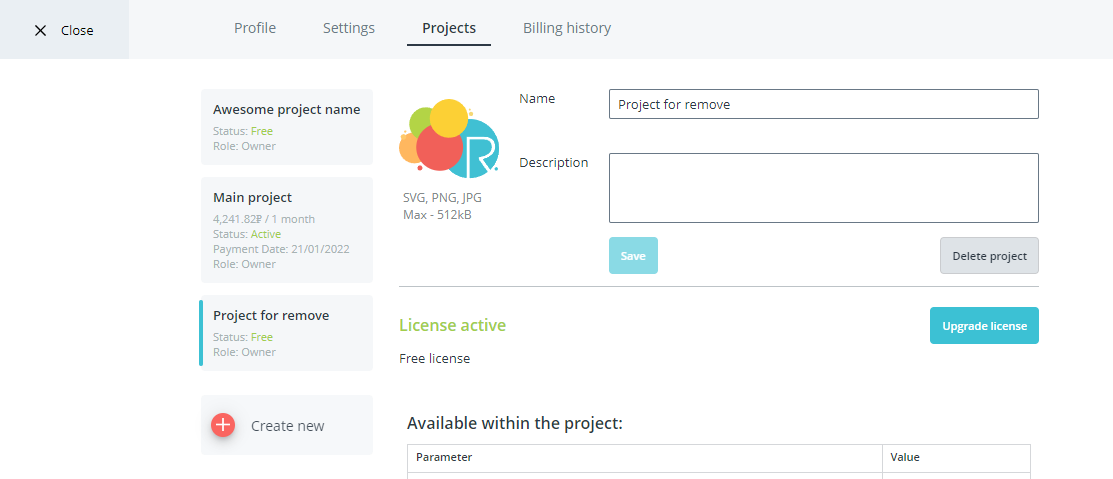 Close
Profile
Settings
Projects
Billing history
Awesome project name
Status: Free
Role: Owner
Main project
4,241.82₽ / 1 month
Status: Active
Payment Date: 21/01/2022
Role: Owner
Project for remove
Status: Free
Role: Owner
Create new
R
SVG, PNG, JPG
Max - 512kB
Name
Project for remove
Description
Save
Delete project
License active
Upgrade license
Free license
Available within the project:
Parameter
Value